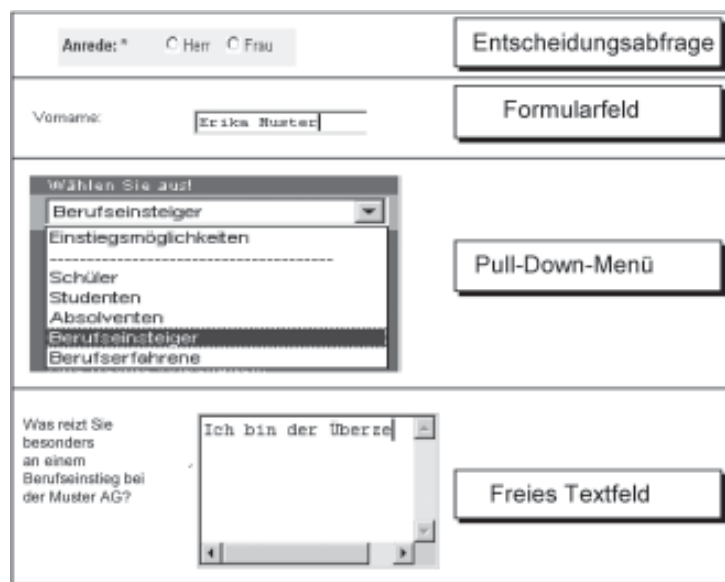 Anrede: * Herr Frau
Entscheidungsabfrage
Vorname: Erika Muster
Formularfeld
Wählen Sie aus!
Berufseinsteiger
Einstiegsmöglichkeiten
------------------------------------
Schüler
Studenten
Absolventen
Berufseinsteiger
Berufserfahrene
Pull-Down-Menü
Was reizt Sie
besonders
an einem
Berufseinstieg bei
der Muster AG?
Ich bin der Überze
Freies Textfeld